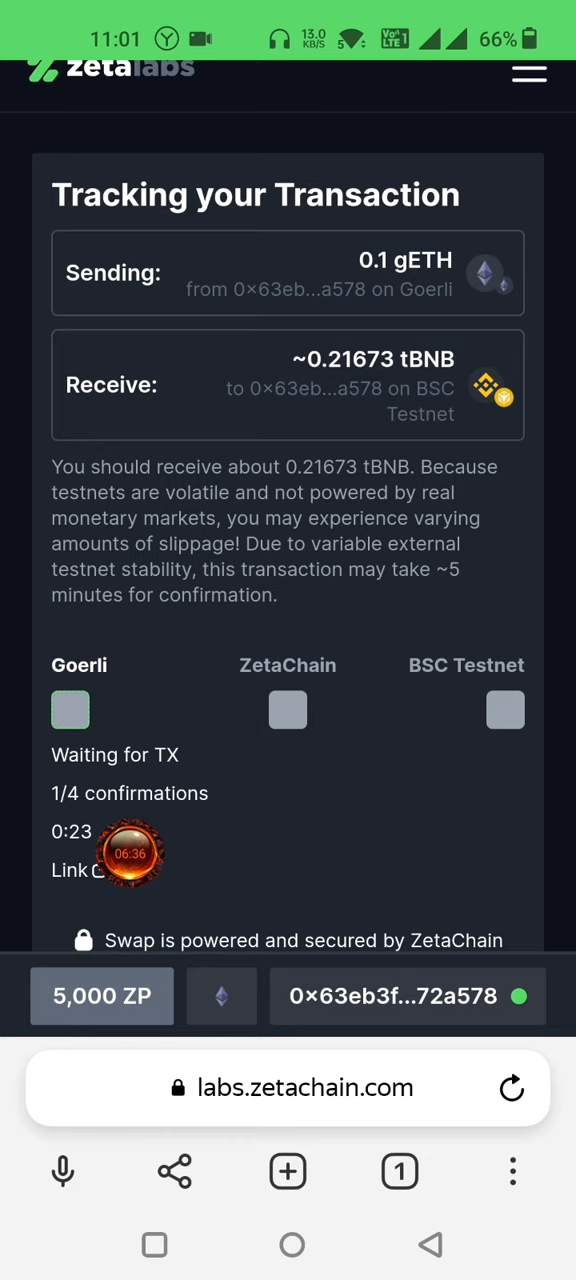 11:01
13.0
KB/S
5
Vo
LTE 1
66%
zetalabs
Tracking your Transaction
Sending:
0.1 gETH
from 0×63eb...a578 on Goerli
Receive:
~0.21673 tBNB
to 0×63eb...a578 on BSC
Testnet
You should receive about 0.21673 tBNB. Because
testnets are volatile and not powered by real
monetary markets, you may experience varying
amounts of slippage! Due to variable external
testnet stability, this transaction may take ~5
minutes for confirmation.
Goerli ZetaChain BSC Testnet
Waiting for TX
1/4 confirmations
0:23
06:36
Link
Swap is powered and secured by ZetaChain
5,000 ZP
0×63eb3f...72a578
labs.zetachain.com
1